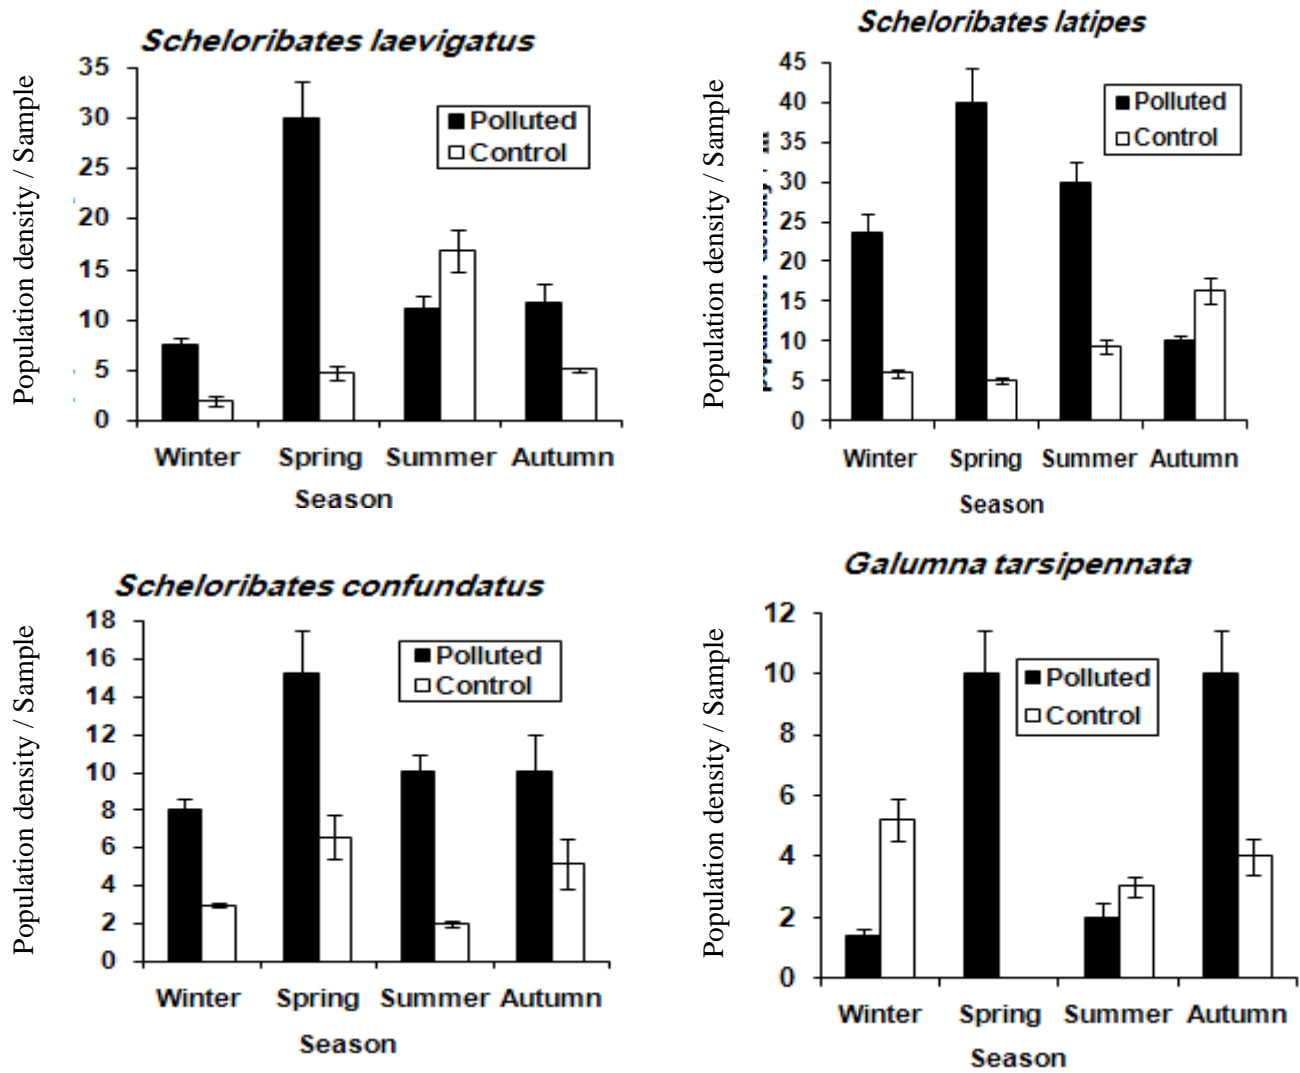 Scheloribates laevigatus
Population density / Sample
35
30
25
20
15
10
5
0
Polluted
Control
Winter Spring Summer Autumn
Season
Scheloribates latipes
Population density / Sample
45
40
35
30
25
20
15
10
5
0
Polluted
Control
Winter Spring Summer Autumn
Season
Scheloribates confundatus
Population density / Sample
18
16
14
12
10
8
6
4
2
0
Polluted
Control
Winter Spring Summer Autumn
Season
Galumna tarsipennata
Population density / Sample
12
10
8
6
4
2
0
Polluted
Control
Winter Spring Summer Autumn
Season